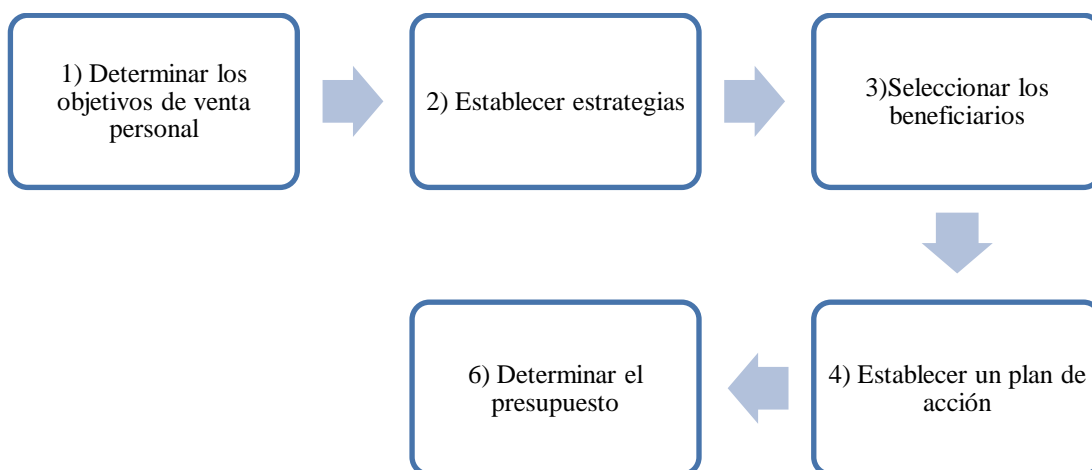 1) Determinar los
objetivos de venta
personal
2) Establecer estrategias
3)Seleccionar los
beneficiarios
4) Establecer un plan de
acción
6) Determinar el
presupuesto